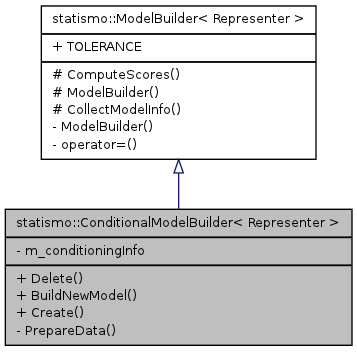 statismo::ModelBuilder< Representer >
+ TOLERANCE
# ComputeScores()
# ModelBuilder()
# CollectModelInfo()
- ModelBuilder()
- operator=()
statismo::ConditionalModelBuilder< Representer >
- m_conditioningInfo
+ Delete()
+ BuildNewModel()
+ Create()
- PrepareData()